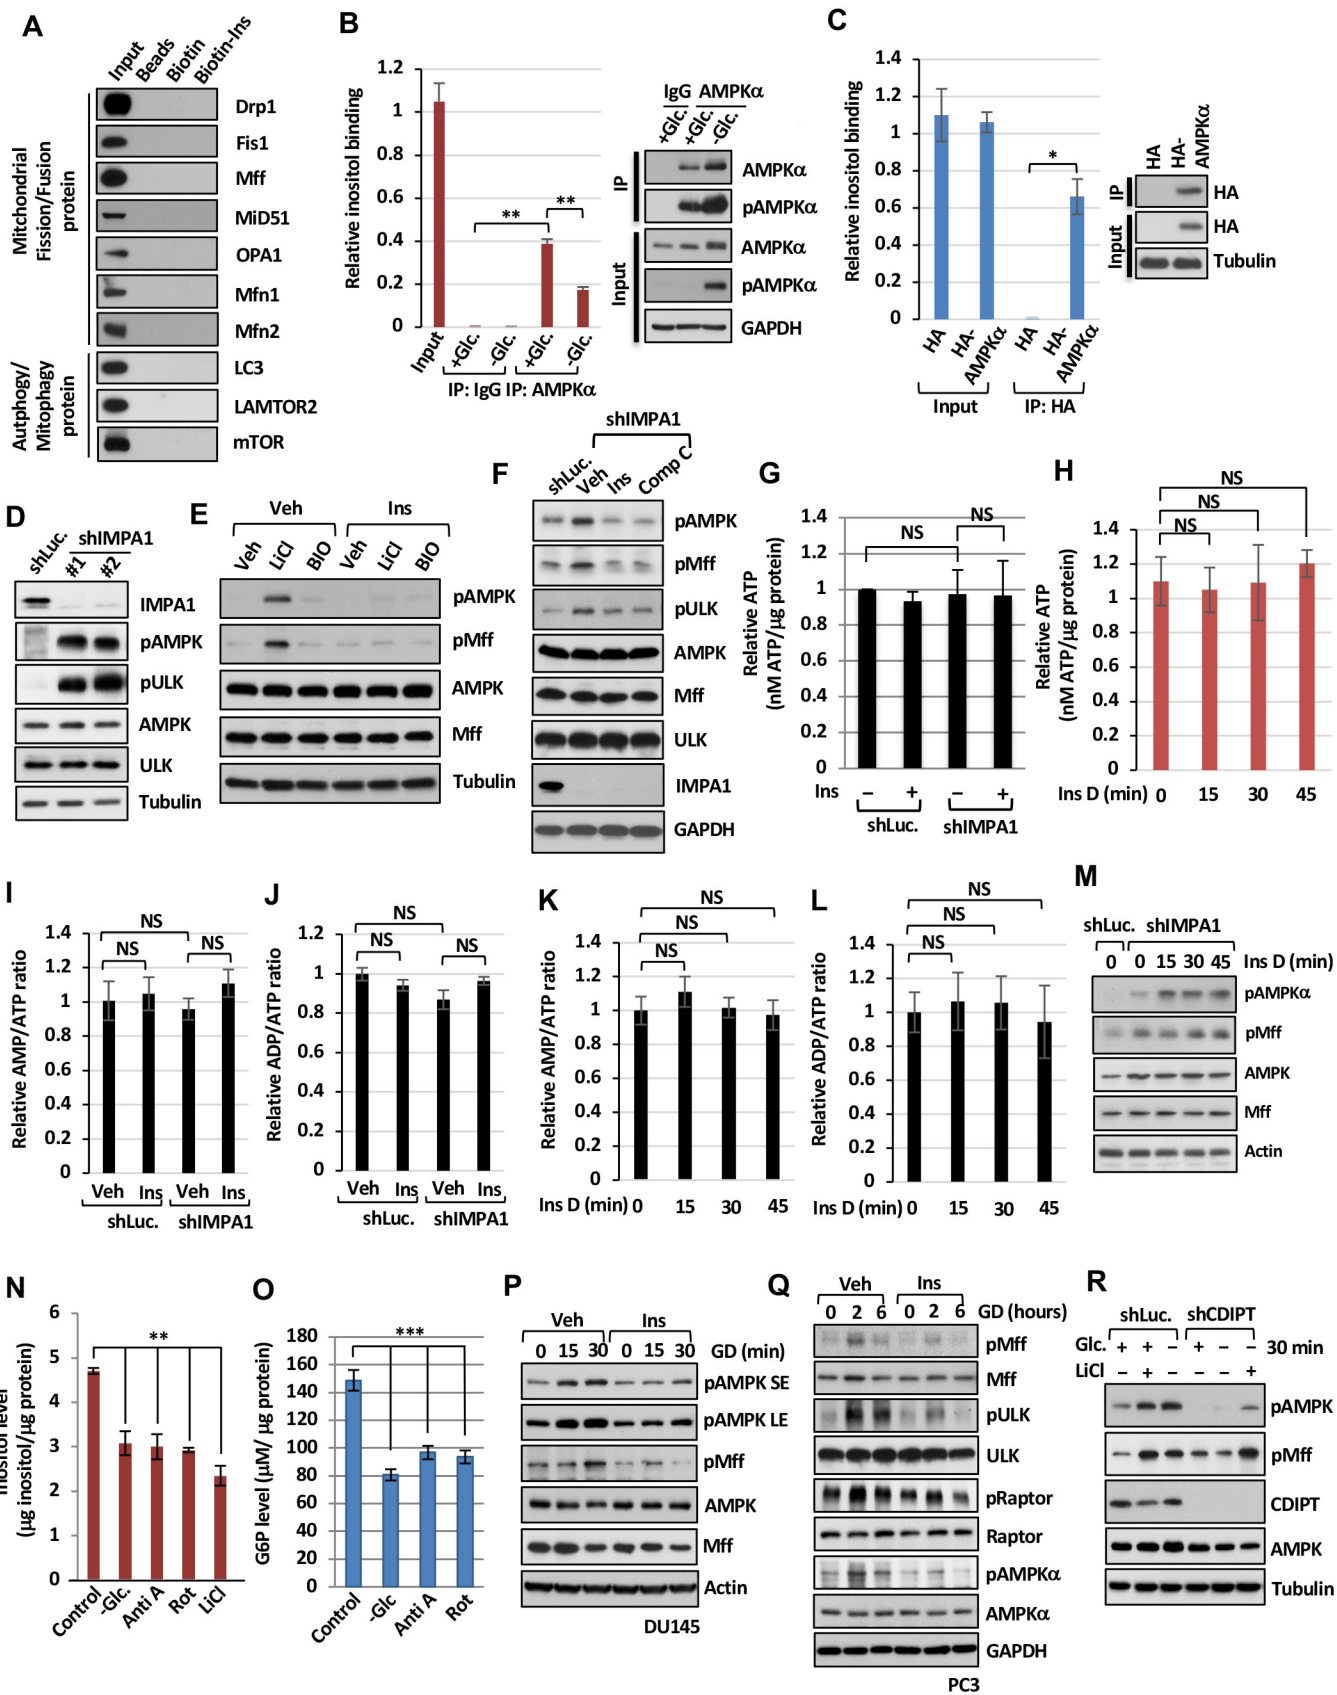 A
Input
Beads
Biotin
Biotin-Ins
Mitchondrial
Fission/Fusion
protein
Drp1
Fis1
Mff
MiD51
OPA1
Mfn1
Mfn2
Autphogy/
Mitophagy
protein
LC3
LAMTOR2
mTOR
B
Relative inositol binding
1.2
1
0.8
0.6
0.4
0.2
0
** **
Input
+Glc.
-Glc.
+Glc.
-Glc.
IP: IgG IP: AMPKα
IgG AMPKα
+Glc.
+Glc.
-Glc.
IP
AMPKα
pAMPKα
Input
AMPKα
pAMPKα
GAPDH
C
Relative inositol binding
1.4
1.2
1
0.8
0.6
0.4
0.2
0
*
HA
HA-
AMPKα
HA
HA-
AMPKα
Input
IP: HA
HA
HA-
AMPKα
IP
HA
Input
HA
Tubulin
D
shLuc.
shIMPA1
#1
#2
IMPA1
pAMPK
pULK
AMPK
ULK
Tubulin
E
Veh Ins
Veh
LiCl
BIO
Veh
LiCl
BIO
pAMPK
pMff
AMPK
Mff
Tubulin
F
shIMPA1
shLuc.
Veh
Ins
Comp C
pAMPK
pMff
pULK
AMPK
Mff
ULK
IMPA1
GAPDH
G
Relative ATP
(nM ATP/µg protein)
1.4
1.2
1
0.8
0.6
0.4
0.2
0
NS
NS
Ins − + − +
shLuc. shIMPA1
H
Relative ATP
(nM ATP/µg protein)
1.4
1.2
1
0.8
0.6
0.4
0.2
0
NS
NS
NS
Ins D (min) 0 15 30 45
I
Relative AMP/ATP ratio
1.4
1.2
1
0.8
0.6
0.4
0.2
0
NS
NS NS
Veh Ins Veh Ins
shLuc. shIMPA1
J
Relative ADP/ATP ratio
1.2
1
0.8
0.6
0.4
0.2
0
NS
NS NS
Veh Ins Veh Ins
shLuc. shIMPA1
K
Relative AMP/ATP ratio
1.4
1.2
1
0.8
0.6
0.4
0.2
0
NS
NS
NS
Ins D (min) 0 15 30 45
L
Relative ADP/ATP ratio
1.4
1.2
1
0.8
0.6
0.4
0.2
0
NS
NS
NS
Ins D (min) 0 15 30 45
M
shLuc. shIMPA1
0 0 15 30 45 Ins D (min)
pAMPKα
pMff
AMPK
Mff
Actin
N
Inositol level
(µg inositol/µg protein)
6
5
4
3
2
1
0
**
Control
-Glc.
Anti A
Rot
LiCl
O
G6P level (µM/ µg protein)
180
160
140
120
100
80
60
40
20
0
***
Control
-Glc
Anti A
Rot
P
Veh Ins
0 15 30 0 15 30 GD (min)
pAMPK SE
pAMPK LE
pMff
AMPK
Mff
Actin
DU145
Q
Veh Ins
0 2 6 0 2 6 GD (hours)
pMff
Mff
pULK
ULK
pRaptor
Raptor
pAMPKα
AMPKα
GAPDH
PC3
R
shLuc. shCDIPT
Glc. + + − + − − 30 min
LiCl − + − − − +
pAMPK
pMff
CDIPT
AMPK
Tubulin